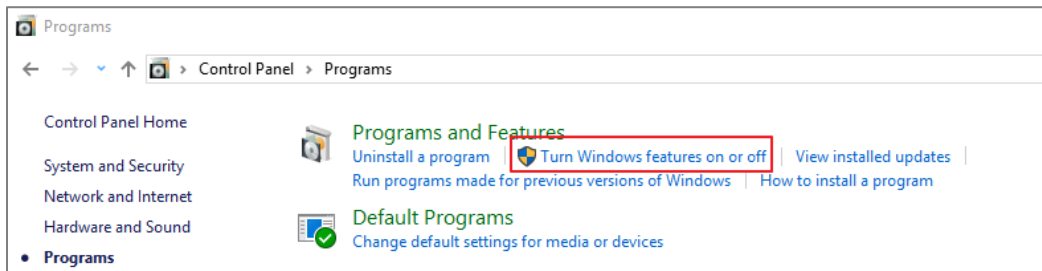 Programs
Control Panel > Programs
Control Panel Home
System and Security
Network and Internet
Hardware and Sound
Programs
Programs and Features
Uninstall a program Turn Windows features on or off View installed updates
Run programs made for previous versions of Windows How to install a program
Default Programs
Change default settings for media or devices